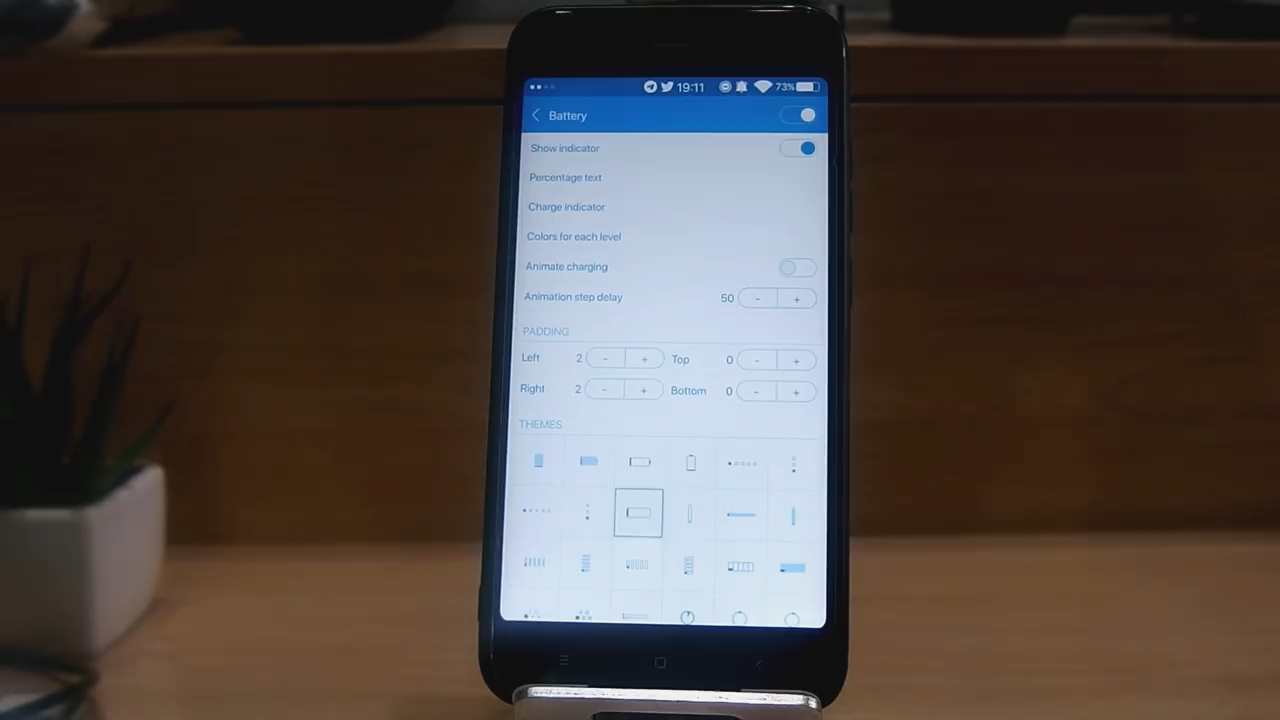 19:11 73%
Battery
Show indicator
Percentage text
Charge indicator
Colors for each level
Animate charging
Animation step delay 50 - +
PADDING
Left 2 - + Top 0 - +
Right 2 - + Bottom 0 - +
THEMES